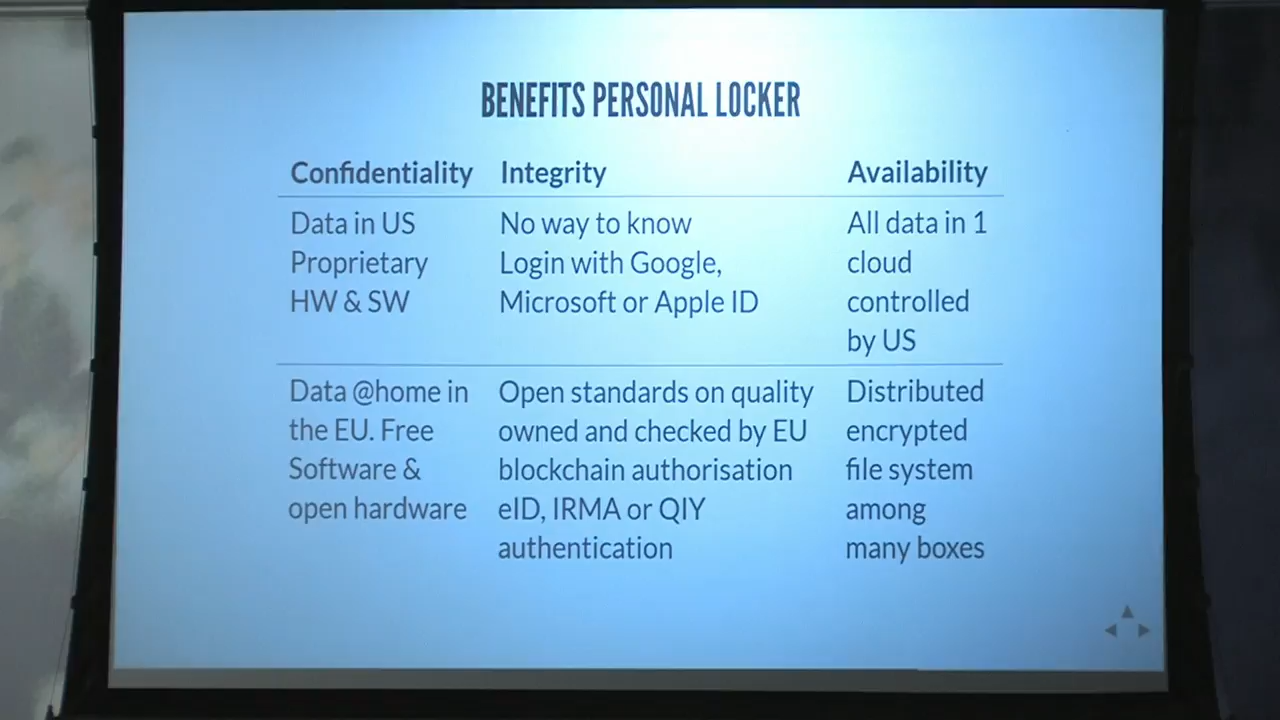 BENEFITS PERSONAL LOCKER
Confidentiality Integrity Availability
Data in US No way to know All data in 1
Proprietary Login with Google, cloud
HW & SW Microsoft or Apple ID controlled
by US
Data @home in Open standards on quality Distributed
the EU. Free owned and checked by EU encrypted
Software & blockchain authorisation file system
open hardware eID, IRMA or QIY among
authentication many boxes